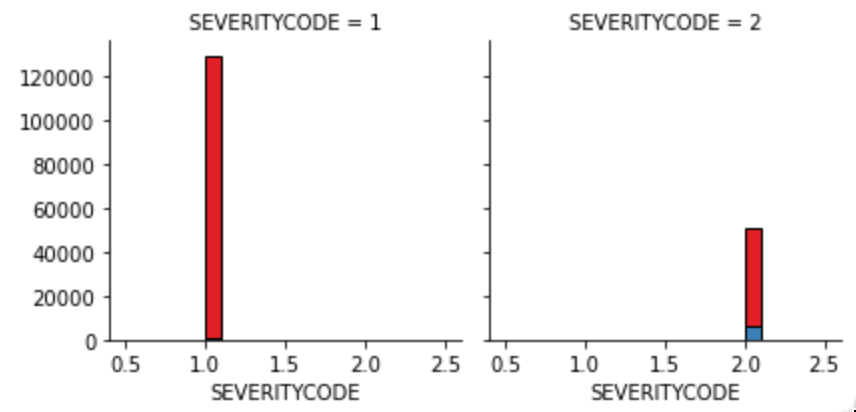 SEVERITYCODE = 1 SEVERITYCODE = 2
120000
100000
80000
60000
40000
20000
0
0.5 1.0 1.5 2.0 2.5 0.5 1.0 1.5 2.0 2.5
SEVERITYCODE SEVERITYCODE